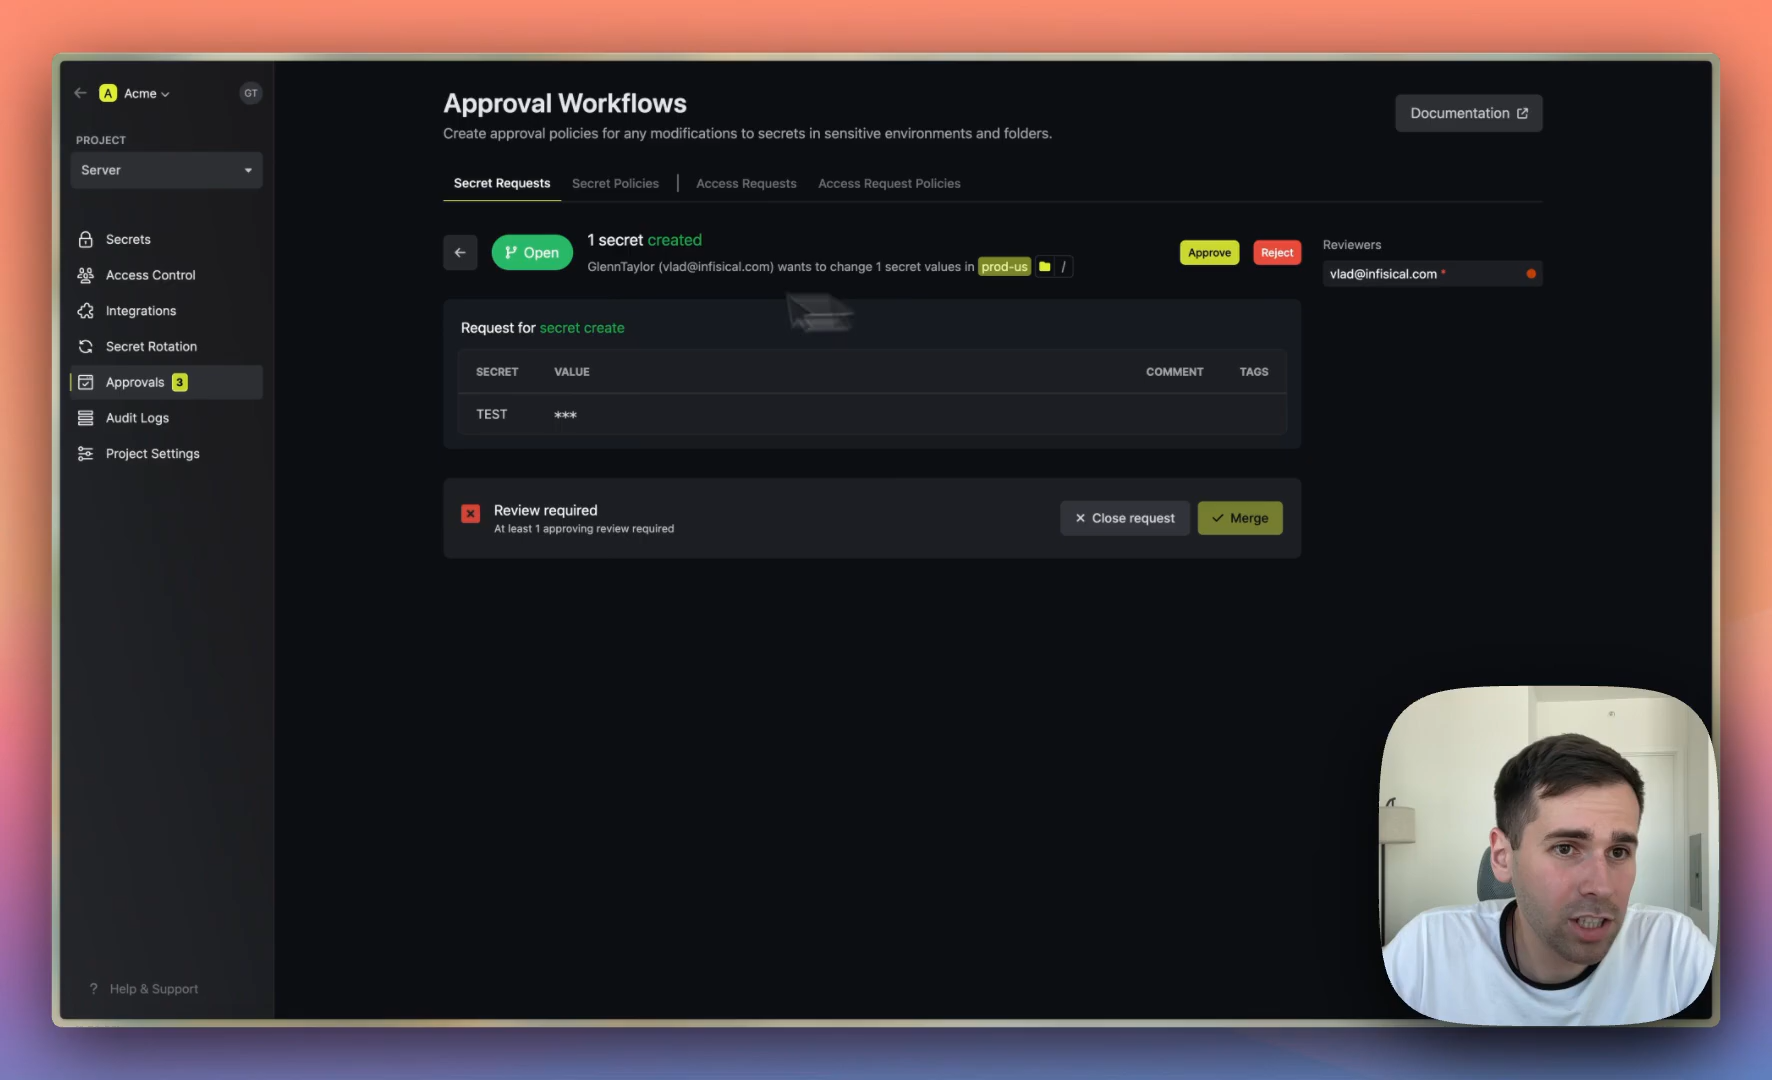 A Acme
GT
PROJECT
Server
Secrets
Access Control
Integrations
Secret Rotation
Approvals 3
Audit Logs
Project Settings
? Help & Support
Approval Workflows
Create approval policies for any modifications to secrets in sensitive environments and folders.
Documentation
Secret Requests Secret Policies | Access Requests Access Request Policies
Open
1 secret created
GlennTaylor (vlad@infisical.com) wants to change 1 secret values in prod-us /
Approve Reject
Reviewers
vlad@infisical.com *
Request for secret create
SECRET VALUE COMMENT TAGS
TEST ***
Review required
At least 1 approving review required
Close request
Merge